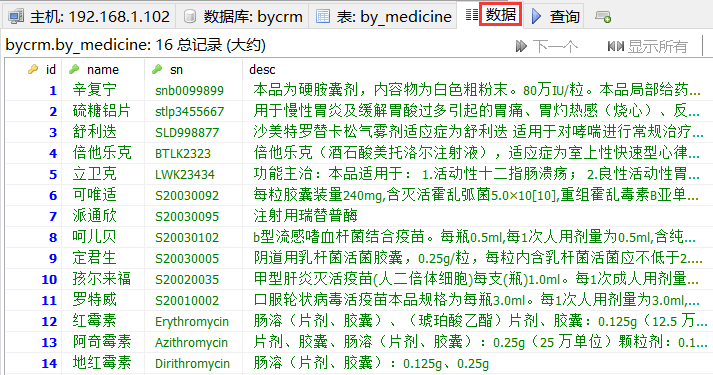 主机: 192.168.1.102 数据库: bycrm 表: by_medicine 数据 查询
bycrm.by_medicine: 16 总记录 (大约) 下一个 显示所有
id name sn desc
1 辛复宁 snb0099899 本品为硬胺囊剂，内容物为白色粗粉末。80万IU/粒。本品局部给药...
2 硫糖铝片 stlp3455667 用于慢性胃炎及缓解胃酸过多引起的胃痛、胃灼热感（烧心）、反...
3 舒利迭 SLD998877 沙美特罗替卡松气雾剂适应症为舒利迭 适用于对哮喘进行常规治疗...
4 倍他乐克 BTLK2323 倍他乐克（酒石酸美托洛尔注射液），适应症为室上性快速型心律...
5 立卫克 LWK23434 功能主治：本品适用于： 1.活动性十二指肠溃疡； 2.良性活动性胃...
6 可唯适 S20030092 每粒胶囊装量240mg,含灭活霍乱弧菌5.0×10[10],重组霍乱毒素B亚单...
7 派通欣 S20030095 注射用瑞替普酶
8 呵儿贝 S20030102 b型流感嗜血杆菌结合疫苗。每瓶0.5ml,每1次人用剂量为0.5ml,含纯...
9 定君生 S20030005 阴道用乳杆菌活菌胶囊，0.25g/粒，每粒内含乳杆菌活菌应不低于2...
10 孩尔来福 S20020035 甲型肝炎灭活疫苗(人二倍体细胞)每支(瓶)1.0ml。每1次成人用剂量...
11 罗特威 S20010002 口服轮状病毒活疫苗本品规格为每瓶3.0ml。每1次人用剂量为3.0ml,...
12 红霉素 Erythromycin 肠溶（片剂、胶囊）、（琥珀酸乙酯）片剂、胶囊：0.125g（12.5 万...
13 阿奇霉素 Azithromycin 片剂、胶囊、肠溶（片剂、胶囊）：0.25g（25 万单位）颗粒剂：0.1...
14 地红霉素 Dirithromycin 肠溶（片剂、胶囊）：0.125g、0.25g